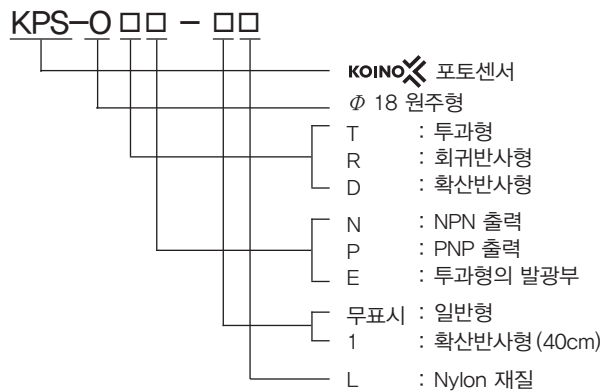 KPS-O□□ - □□
KOINO 포토센서
Φ 18 원주형
T : 투과형
R : 회귀반사형
D : 확산반사형
N : NPN 출력
P : PNP 출력
E : 투과형의 발광부
무표시 : 일반형
1 : 확산반사형(40cm)
L : Nylon 재질